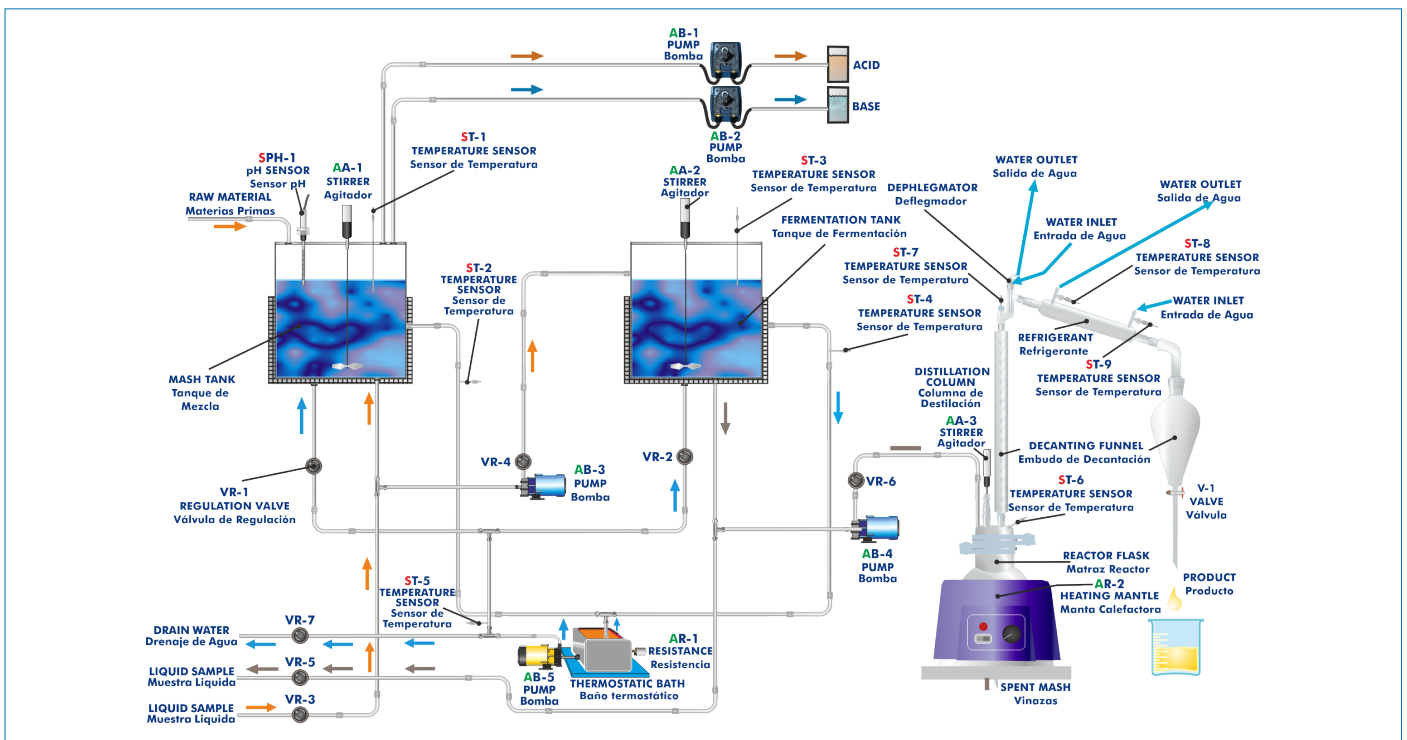 AB-1
PUMP
Bomba
ACID
BASE
AB-2
PUMP
Bomba
ST-1
TEMPERATURE SENSOR
Sensor de Temperatura
SPH-1
pH SENSOR
Sensor pH
AA-1
STIRRER
Agitador
RAW MATERIAL
Materias Primas
AA-2
STIRRER
Agitador
ST-3
TEMPERATURE SENSOR
Sensor de Temperatura
FERMENTATION TANK
Tanque de Fermentación
DEPHLEGMATOR
Deflegmador
WATER OUTLET
Salida de Agua
WATER OUTLET
Salida de Agua
WATER INLET
Entrada de Agua
ST-8
TEMPERATURE SENSOR
Sensor de Temperatura
ST-7
TEMPERATURE SENSOR
Sensor de Temperatura
ST-4
TEMPERATURE SENSOR
Sensor de Temperatura
WATER INLET
Entrada de Agua
REFRIGERANT
Refrigerante
ST-9
TEMPERATURE SENSOR
Sensor de Temperatura
ST-2
TEMPERATURE
SENSOR
Sensor de
Temperatura
MASH TANK
Tanque de
Mezcla
DISTILLATION
COLUMN
Columna de
Destilación
AA-3
STIRRER
Agitador
DECANTING FUNNEL
Embudo de Decantación
VR-1
REGULATION VALVE
Válvula de Regulación
VR-4
AB-3
PUMP
Bomba
VR-2
VR-6
ST-6
TEMPERATURE SENSOR
Sensor de Temperatura
V-1
VALVE
Válvula
AB-4
PUMP
Bomba
REACTOR FLASK
Matraz Reactor
AR-2
HEATING MANTLE
Manta Calefactora
PRODUCT
Producto
ST-5
TEMPERATURE
SENSOR
Sensor de
Temperatura
VR-7
DRAIN WATER
Drenaje de Agua
AR-1
RESISTANCE
Resistencia
VR-5
LIQUID SAMPLE
Muestra Liquida
AB-5
PUMP
Bomba
THERMOSTATIC BATH
Baño termostático
VR-3
LIQUID SAMPLE
Muestra Liquida
SPENT MASH
Vinazas